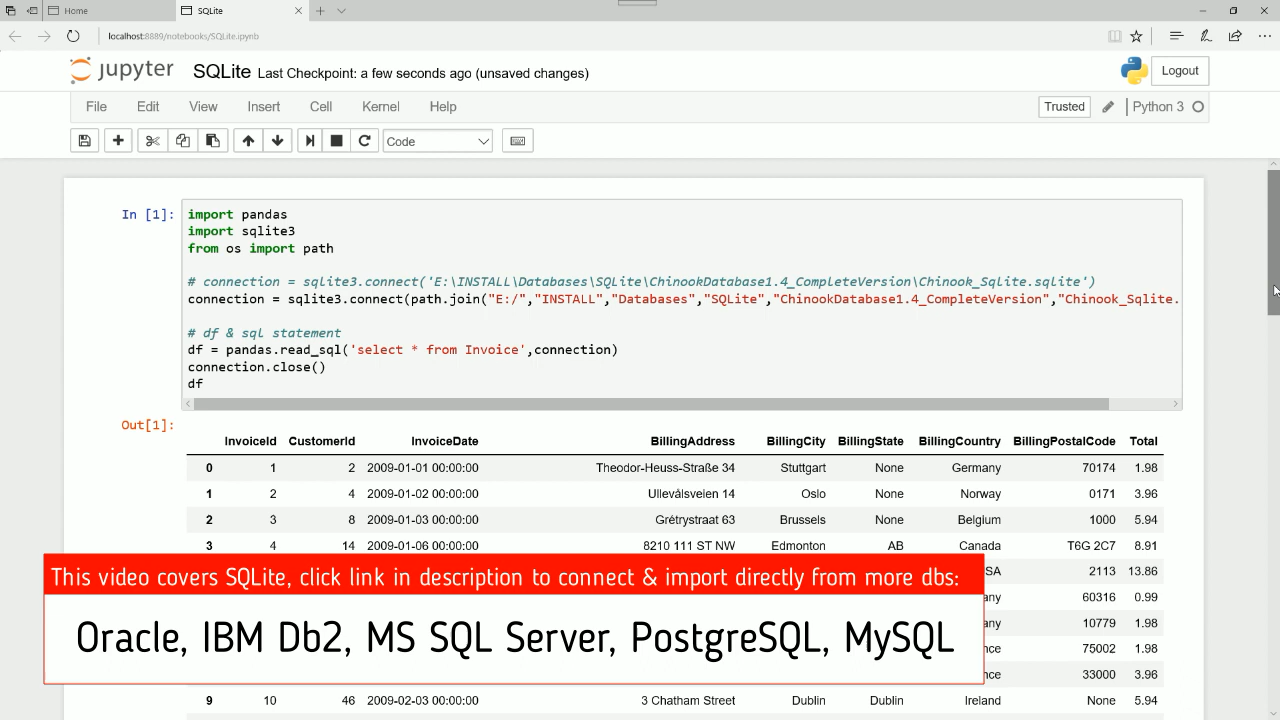 Home
SQLite
localhost:8889/notebooks/SQLite.ipynb
jupyter SQLite Last Checkpoint: a few seconds ago (unsaved changes)
Logout
File Edit View Insert Cell Kernel Help
Trusted Python 3
Code
In [1]: import pandas
import sqlite3
from os import path
# connection = sqlite3.connect('E:\INSTALL\Databases\SQLite\ChinookDatabase1.4_CompleteVersion\Chinook_Sqlite.sqlite')
connection = sqlite3.connect(path.join("E:/","INSTALL","Databases","SQLite","ChinookDatabase1.4_CompleteVersion","Chinook_Sqlite.
# df & sql statement
df = pandas.read_sql('select * from Invoice',connection)
connection.close()
df
Out[1]:
InvoiceId CustomerId InvoiceDate BillingAddress BillingCity BillingState BillingCountry BillingPostalCode Total
0 1 2 2009-01-01 00:00:00 Theodor-Heuss-Straße 34 Stuttgart None Germany 70174 1.98
1 2 4 2009-01-02 00:00:00 Ullevålsveien 14 Oslo None Norway 0171 3.96
2 3 8 2009-01-03 00:00:00 Grétrystraat 63 Brussels None Belgium 1000 5.94
3 4 14 2009-01-06 00:00:00 8210 111 ST NW Edmonton AB Canada T6G 2C7 8.91
SA 2113 13.86
any 60316 0.99
any 10779 1.98
nce 75002 1.98
nce 33000 3.96
This video covers SQLite, click link in description to connect & import directly from more dbs:
Oracle, IBM Db2, MS SQL Server, PostgreSQL, MySQL
9 10 46 2009-02-03 00:00:00 3 Chatham Street Dublin Dublin Ireland None 5.94